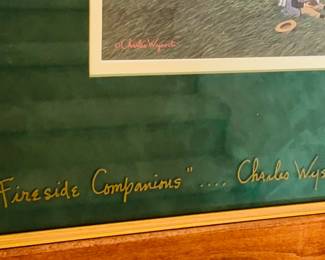 ©Charles Wysocki
Fireside Companions" .... Charles Wys